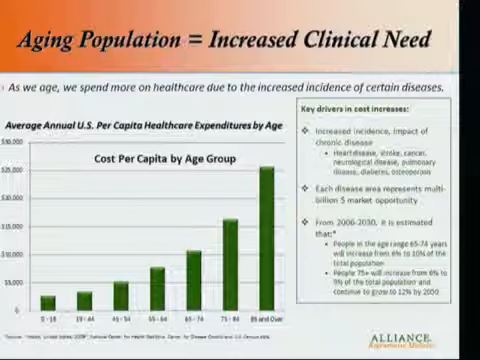 Aging Population = Increased Clinical Need
As we age, we spend more on healthcare due to the increased incidence of certain diseases.
Average Annual U.S. Per Capita Healthcare Expenditures by Age
Cost Per Capita by Age Group
$30,000
$25,000
$20,000
$15,000
$10,000
$5,000
$0
0 - 18
19 - 44
45 - 54
55 - 64
65 - 74
75 - 84
85 and Over
Key drivers in cost increases:
Increased incidence, impact of
chronic disease
Heart disease, stroke, cancer,
neurological disease, pulmonary
disease, diabetes, osteoporosis
Each disease area represents multi-
billion $ market opportunity
From 2006-2030, it is estimated
that:*
People in the age range 65-74 years
will increase from 6% to 10% of the
total population
People 75+ will increase from 6% to
9% of the total population and
continue to grow to 12% by 2050
ALLIANCE